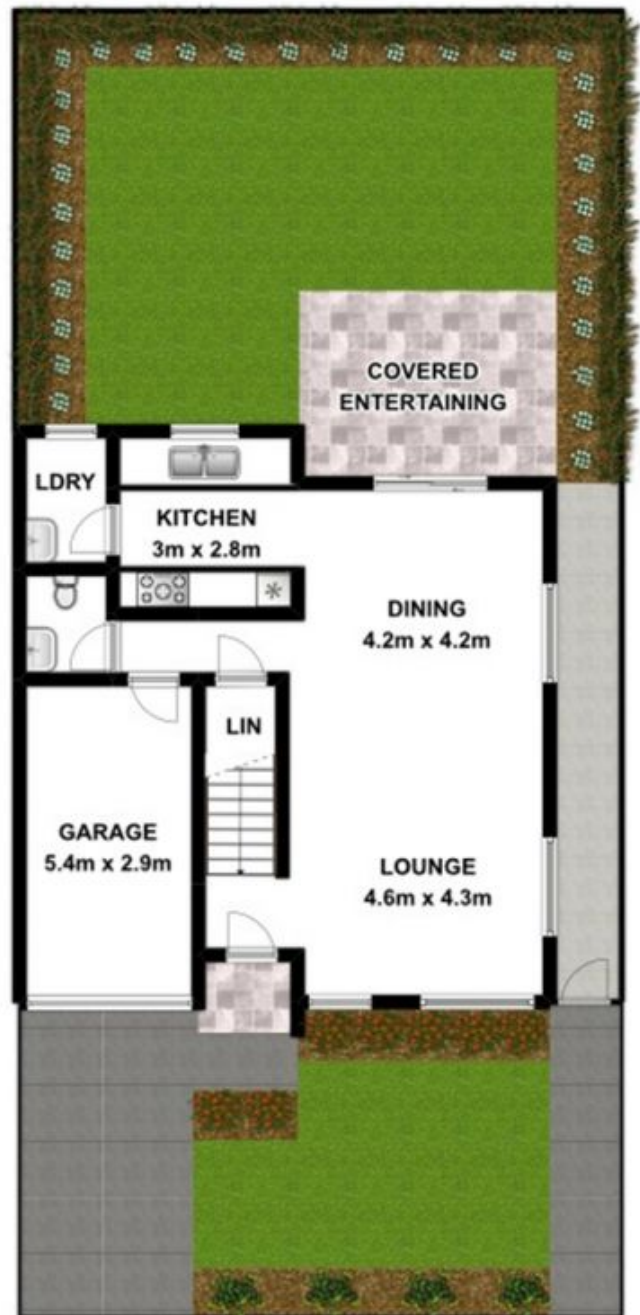 COVERED
ENTERTAINING
LDRY
KITCHEN
3m x 2.8m
DINING
4.2m x 4.2m
LIN
GARAGE
5.4m x 2.9m
LOUNGE
4.6m x 4.3m